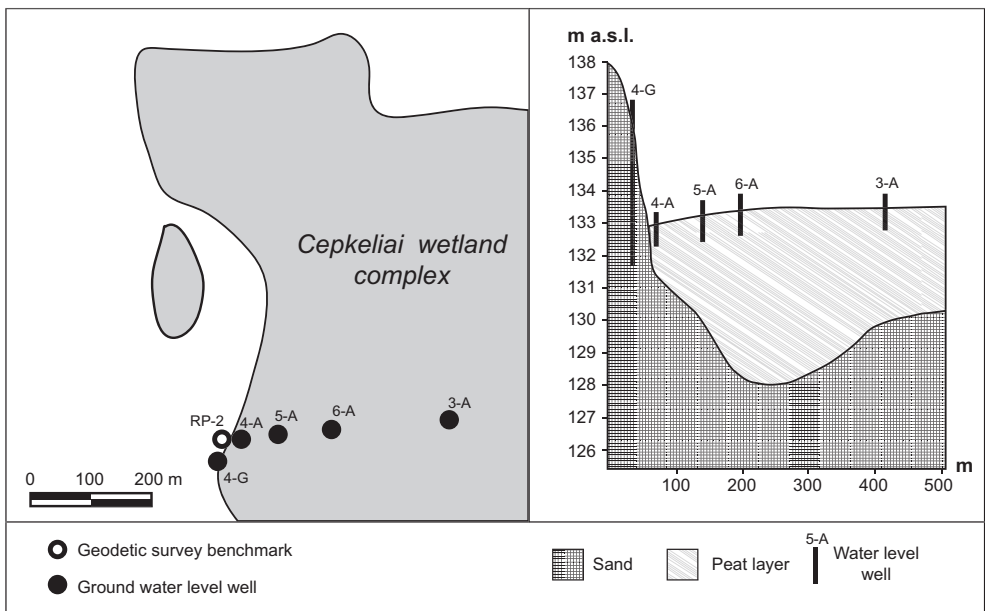 Cepkeliai wetland
complex
RP-2
4-A
5-A
6-A
3-A
4-G
0 100 200 m
m a.s.l.
138
137
136
135
134
133
132
131
130
129
128
127
126
4-G
4-A
5-A
6-A
3-A
m
100 200 300 400 500
Geodetic survey benchmark
Ground water level well
Sand
Peat layer
5-A
Water level
well